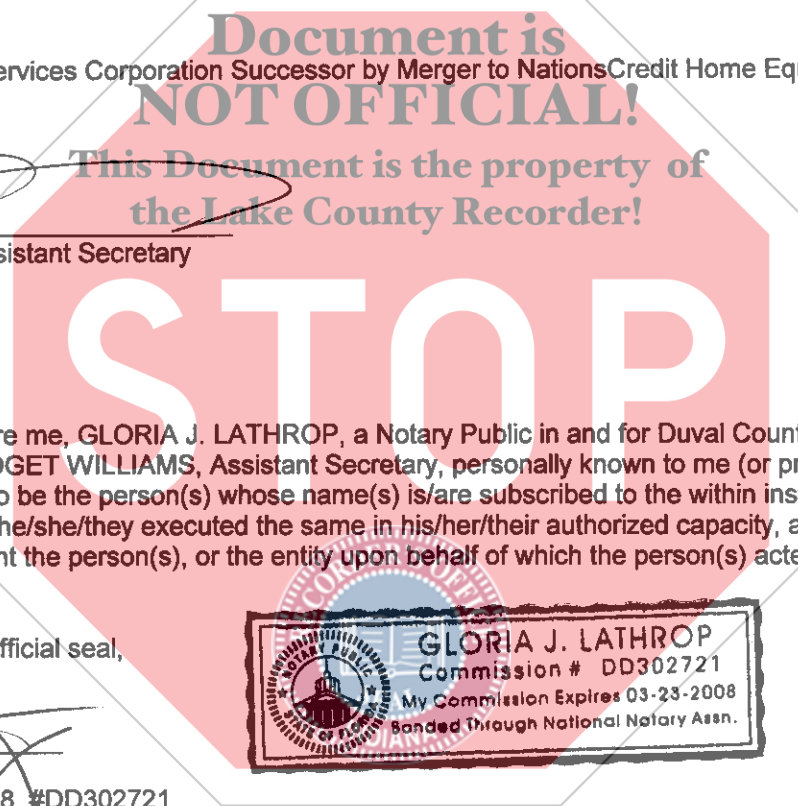 Document is
ervices Corporation Successor by Merger to NationsCredit Home Equ
NOT OFFICIAL!
This Document is the property of
the Lake County Recorder!
sistant Secretary
STOP
re me, GLORIA J. LATHROP, a Notary Public in and for Duval Count
OGET WILLIAMS, Assistant Secretary, personally known to me (or pr
o be the person(s) whose name(s) is/are subscribed to the within ins
he/she/they executed the same in his/her/their authorized capacity, a
nt the person(s), or the entity upon behalf of which the person(s) acte
fficial seal,
GLORIA J. LATHROP
Commission # DD302721
My Commission Expires 03-23-2008
Bonded Through National Notary Assn.
NOTARY PUBLIC
STATE OF FLORIDA
8 #DD302721